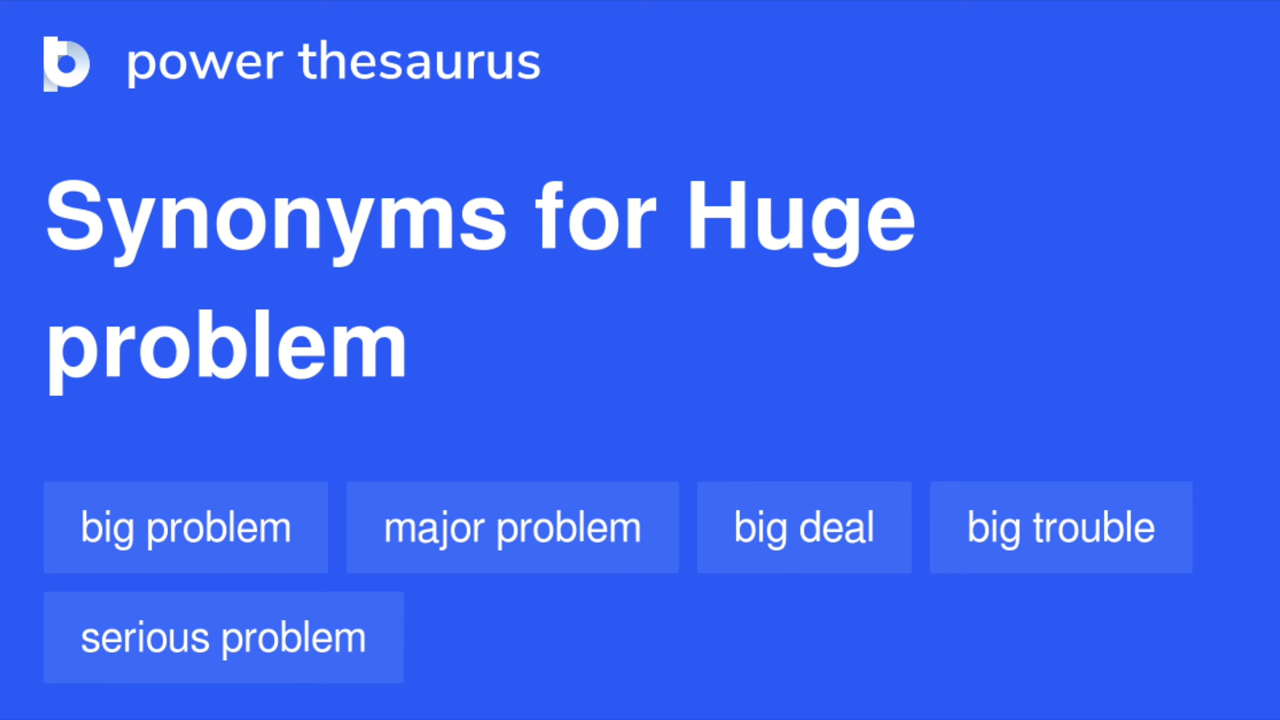 power thesaurus
Synonyms for Huge
problem
big problem major problem big deal big trouble
serious problem